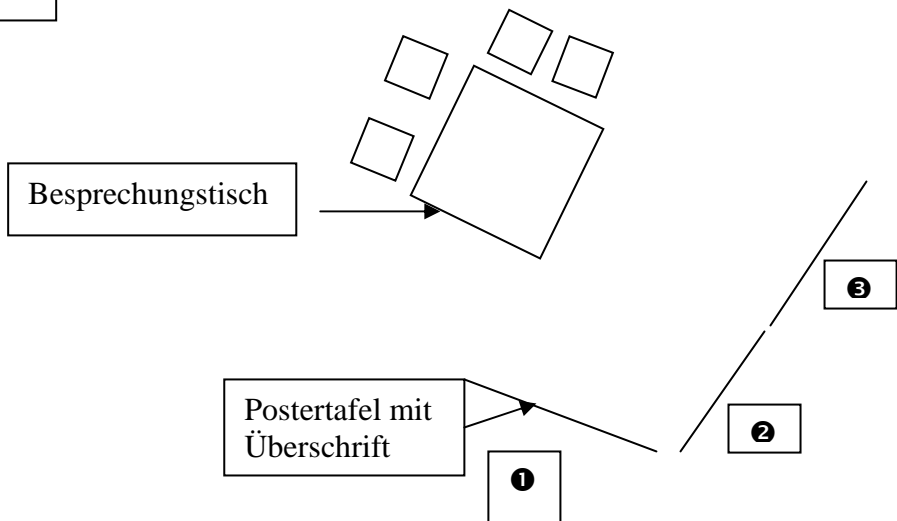 Besprechungstisch
❸
Postertafel mit
Überschrift
❷
❶